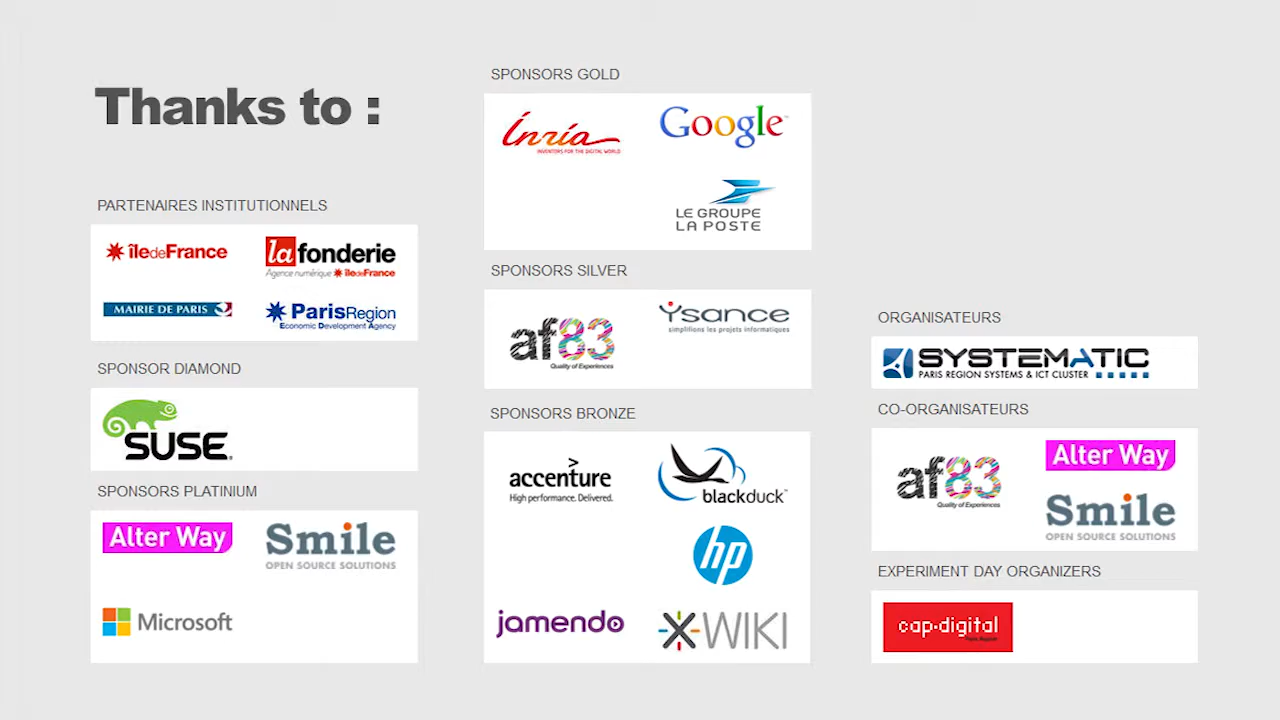 Thanks to :
PARTENAIRES INSTITUTIONNELS
îledeFrance
lafonderie
Agence numérique îledeFrance
MAIRIE DE PARIS
ParisRegion
Economic Development Agency
SPONSOR DIAMOND
SUSE
SPONSORS PLATINIUM
Alter Way
Smile
OPEN SOURCE SOLUTIONS
Microsoft
SPONSORS GOLD
Inria
INVENTORS FOR THE DIGITAL WORLD
Google™
LE GROUPE
LA POSTE
SPONSORS SILVER
af83
Quality of Experiences
Ysance
simplifions les projets informatiques
SPONSORS BRONZE
accenture
High performance. Delivered.
blackduck™
hp
jamendo
XWIKI
ORGANISATEURS
SYSTEMATIC
PARIS REGION SYSTEMS & ICT CLUSTER
CO-ORGANISATEURS
af83
Quality of Experiences
Alter Way
Smile
OPEN SOURCE SOLUTIONS
EXPERIMENT DAY ORGANIZERS
cap·digital
Paris Region